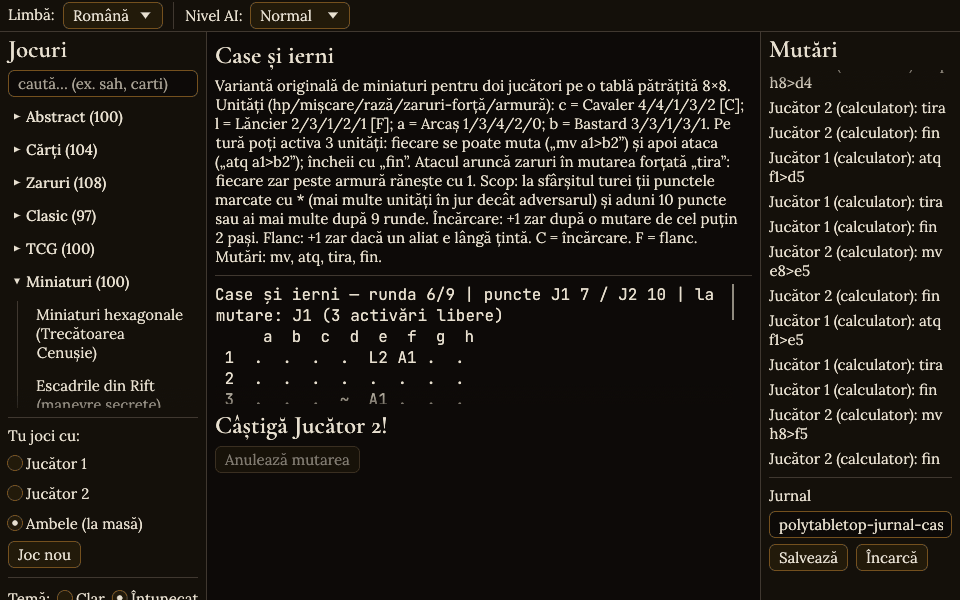 Limbă: Română ▼ Nivel AI: Normal ▼
Jocuri
caută... (ex. sah, carti)
▸ Abstract (100)
▸ Cărți (104)
▸ Zaruri (108)
▸ Clasic (97)
▸ TCG (100)
▾ Miniaturi (100)
Miniaturi hexagonale
(Trecătoarea
Cenușie)
Escadrile din Rift
(manevre secrete)
Tu joci cu:
Jucător 1
Jucător 2
Ambele (la masă)
Joc nou
Temă: Clar Întunecat
Case și ierni
Variantă originală de miniaturi pentru doi jucători pe o tablă pătrățită 8×8.
Unități (hp/mișcare/rază/zaruri-forță/armură): c = Cavaler 4/4/1/3/2 [C];
l = Lăncier 2/3/1/2/1 [F]; a = Arcaș 1/3/4/2/0; b = Bastard 3/3/1/3/1. Pe
tură poți activa 3 unități: fiecare se poate muta („mv a1>b2”) și apoi ataca
(„atq a1>b2”); închei cu „fin”. Atacul aruncă zaruri în mutarea forțată „tira”:
fiecare zar peste armură rănește cu 1. Scop: la sfârșitul turei ții punctele
marcate cu * (mai multe unități în jur decât adversarul) și aduni 10 puncte
sau ai mai multe după 9 runde. Încărcare: +1 zar după o mutare de cel puțin
2 pași. Flanc: +1 zar dacă un aliat e lângă țintă. C = încărcare. F = flanc.
Mutări: mv, atq, tira, fin.
Case și ierni — runda 6/9 | puncte J1 7 / J2 10 | la
mutare: J1 (3 activări libere)
a b c d e f g h
1 . . . . L2 A1 . .
2 . . . . . . . .
3 . . . ~ A1 . . .
Câștigă Jucător 2!
Anulează mutarea
Mutări
h8>d4
Jucător 2 (calculator): tira
Jucător 2 (calculator): fin
Jucător 1 (calculator): atq
f1>d5
Jucător 1 (calculator): tira
Jucător 1 (calculator): fin
Jucător 2 (calculator): mv
e8>e5
Jucător 2 (calculator): fin
Jucător 1 (calculator): atq
f1>e5
Jucător 1 (calculator): tira
Jucător 1 (calculator): fin
Jucător 2 (calculator): mv
h8>f5
Jucător 2 (calculator): fin
Jurnal
polytabletop-jurnal-cas
Salvează Încarcă